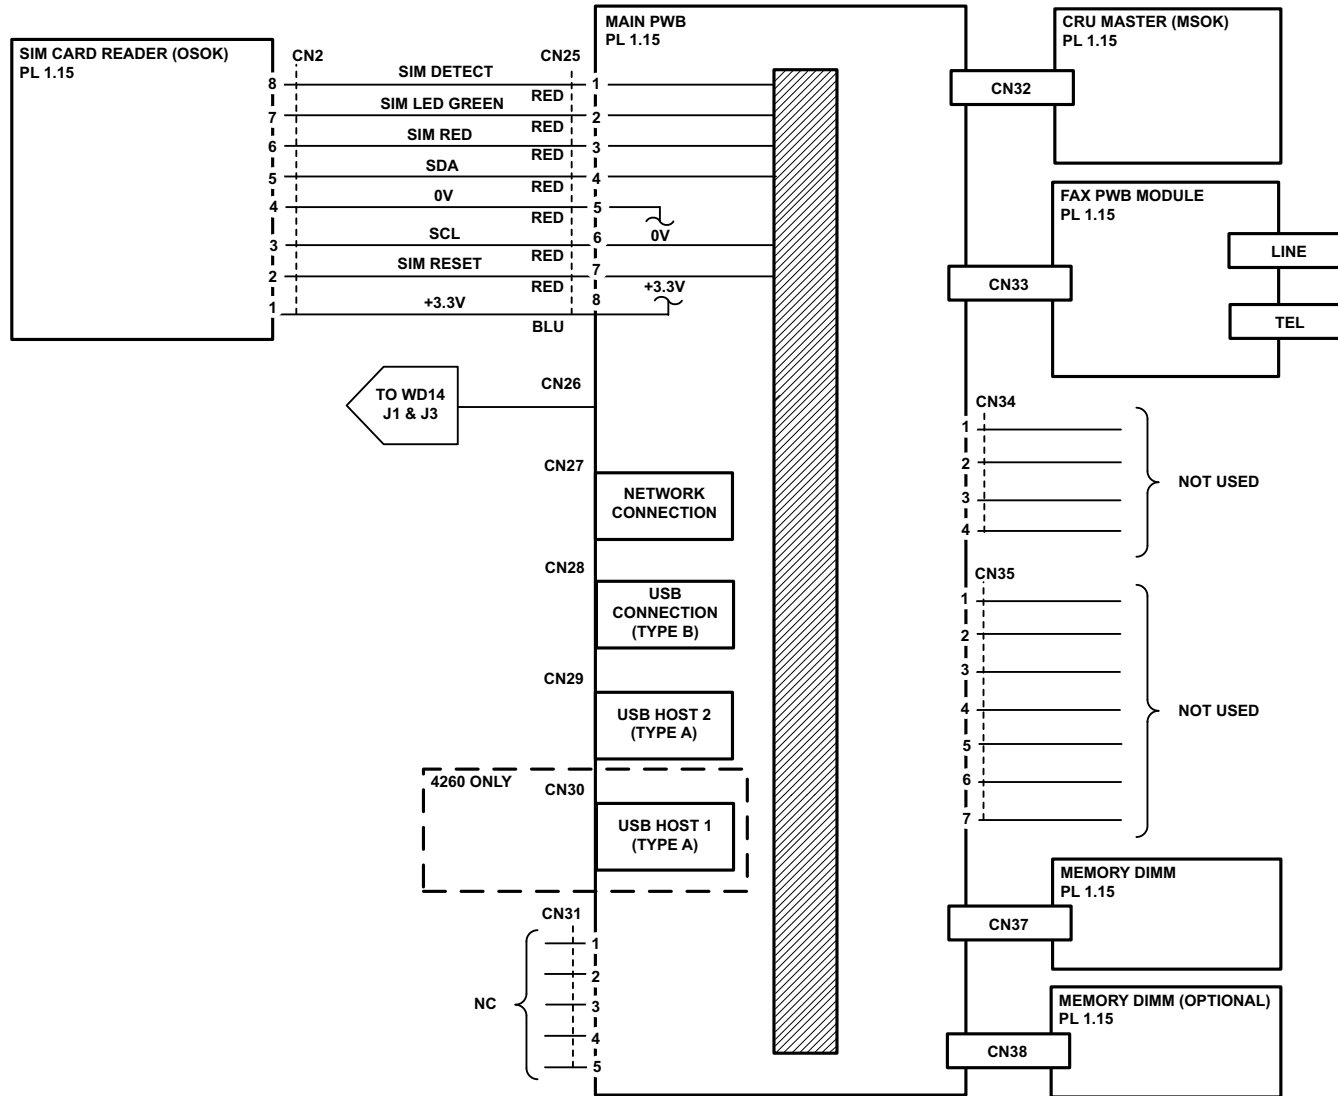 SIM CARD READER (OSOK)
PL 1.15
CN2
CN25
8
SIM DETECT
RED
1
7
SIM LED GREEN
RED
2
6
SIM RED
RED
3
5
SDA
RED
4
4
0V
RED
5
0V
3
SCL
RED
6
2
SIM RESET
RED
7
1
+3.3V
BLU
8
+3.3V
MAIN PWB
PL 1.15
TO WD14
J1 & J3
CN26
CN27
NETWORK
CONNECTION
CN28
USB
CONNECTION
(TYPE B)
CN29
USB HOST 2
(TYPE A)
4260 ONLY
CN30
USB HOST 1
(TYPE A)
CN31
NC
1
2
3
4
5
CRU MASTER (MSOK)
PL 1.15
CN32
FAX PWB MODULE
PL 1.15
CN33
LINE
TEL
CN34
1
2
3
4
NOT USED
CN35
1
2
3
4
5
6
7
NOT USED
MEMORY DIMM
PL 1.15
CN37
MEMORY DIMM (OPTIONAL)
PL 1.15
CN38